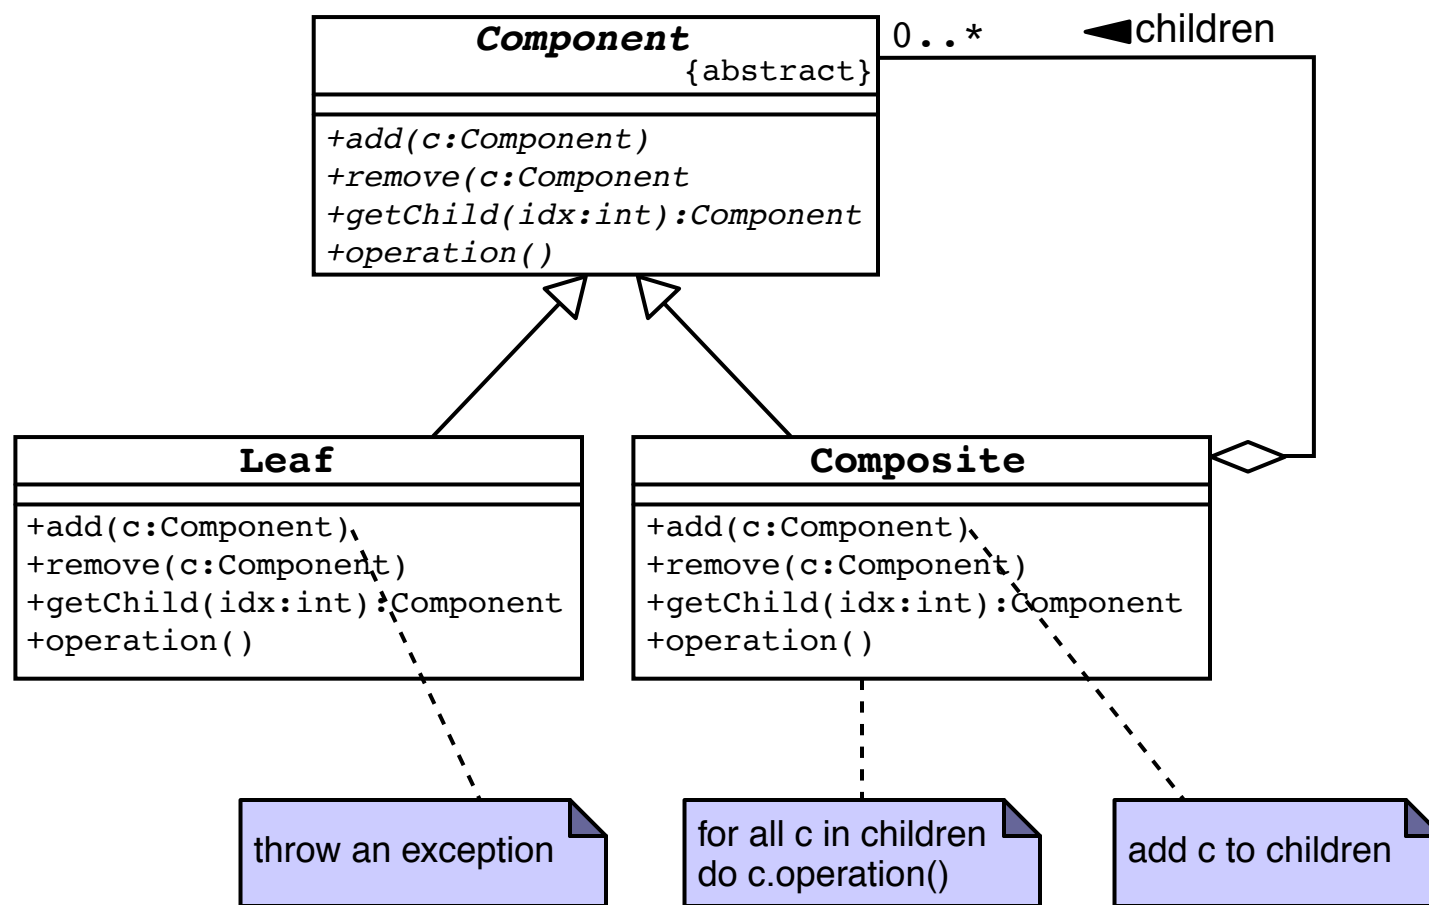 Component
{abstract}
0..*
children
+add(c:Component)
+remove(c:Component
+getChild(idx:int):Component
+operation()
Leaf
+add(c:Component)
+remove(c:Component)
+getChild(idx:int):Component
+operation()
Composite
+add(c:Component)
+remove(c:Component)
+getChild(idx:int):Component
+operation()
throw an exception
for all c in children
do c.operation()
add c to children